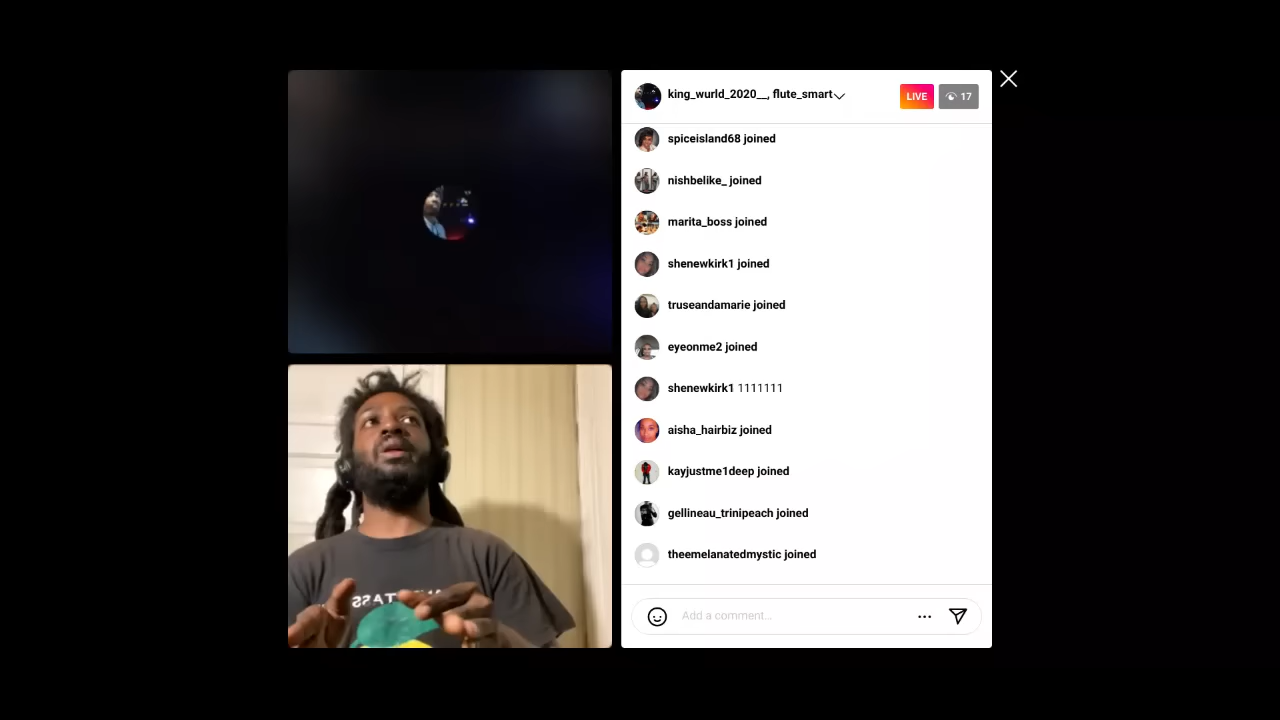 king_wurld_2020__, flute_smart
LIVE
17
spiceisland68 joined
nishbelike_ joined
marita_boss joined
shenewkirk1 joined
truseandamarie joined
eyeonme2 joined
shenewkirk1 1111111
aisha_hairbiz joined
kayjustme1deep joined
gellineau_trinipeach joined
theemelanatedmystic joined
Add a comment...